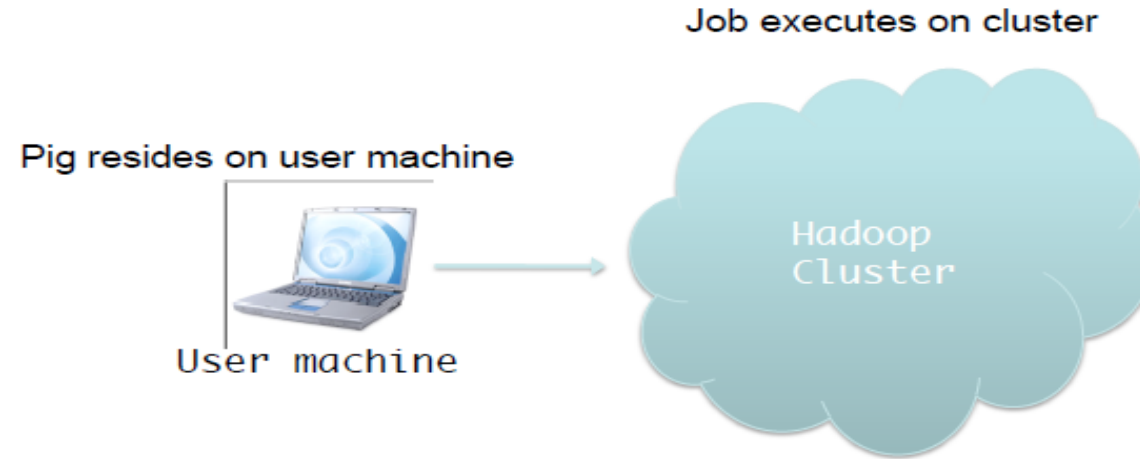 Job executes on cluster
Pig resides on user machine
Hadoop
Cluster
User machine